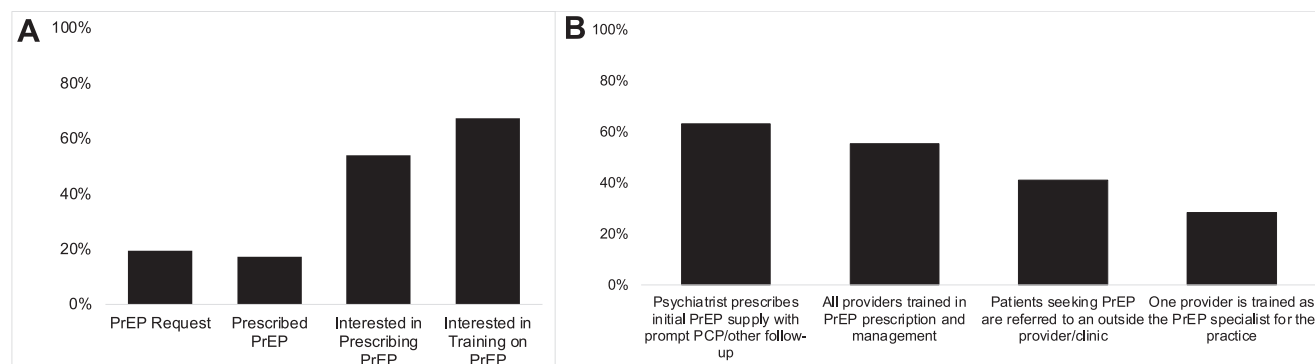 A
100%
80%
60%
40%
20%
0%
PrEP Request
Prescribed
PrEP
Interested in
Prescribing
PrEP
Interested in
Training on
PrEP
B
100%
80%
60%
40%
20%
0%
Psychiatrist prescribes
initial PrEP supply with
prompt PCP/other follow-
up
All providers trained in
PrEP prescription and
management
Patients seeking PrEP
are referred to an outside
provider/clinic
One provider is trained as
the PrEP specialist for the
practice